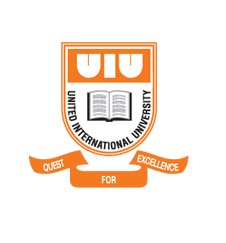 UIU
UNITED INTERNATIONAL UNIVERSITY
QUEST
FOR
EXCELLENCE